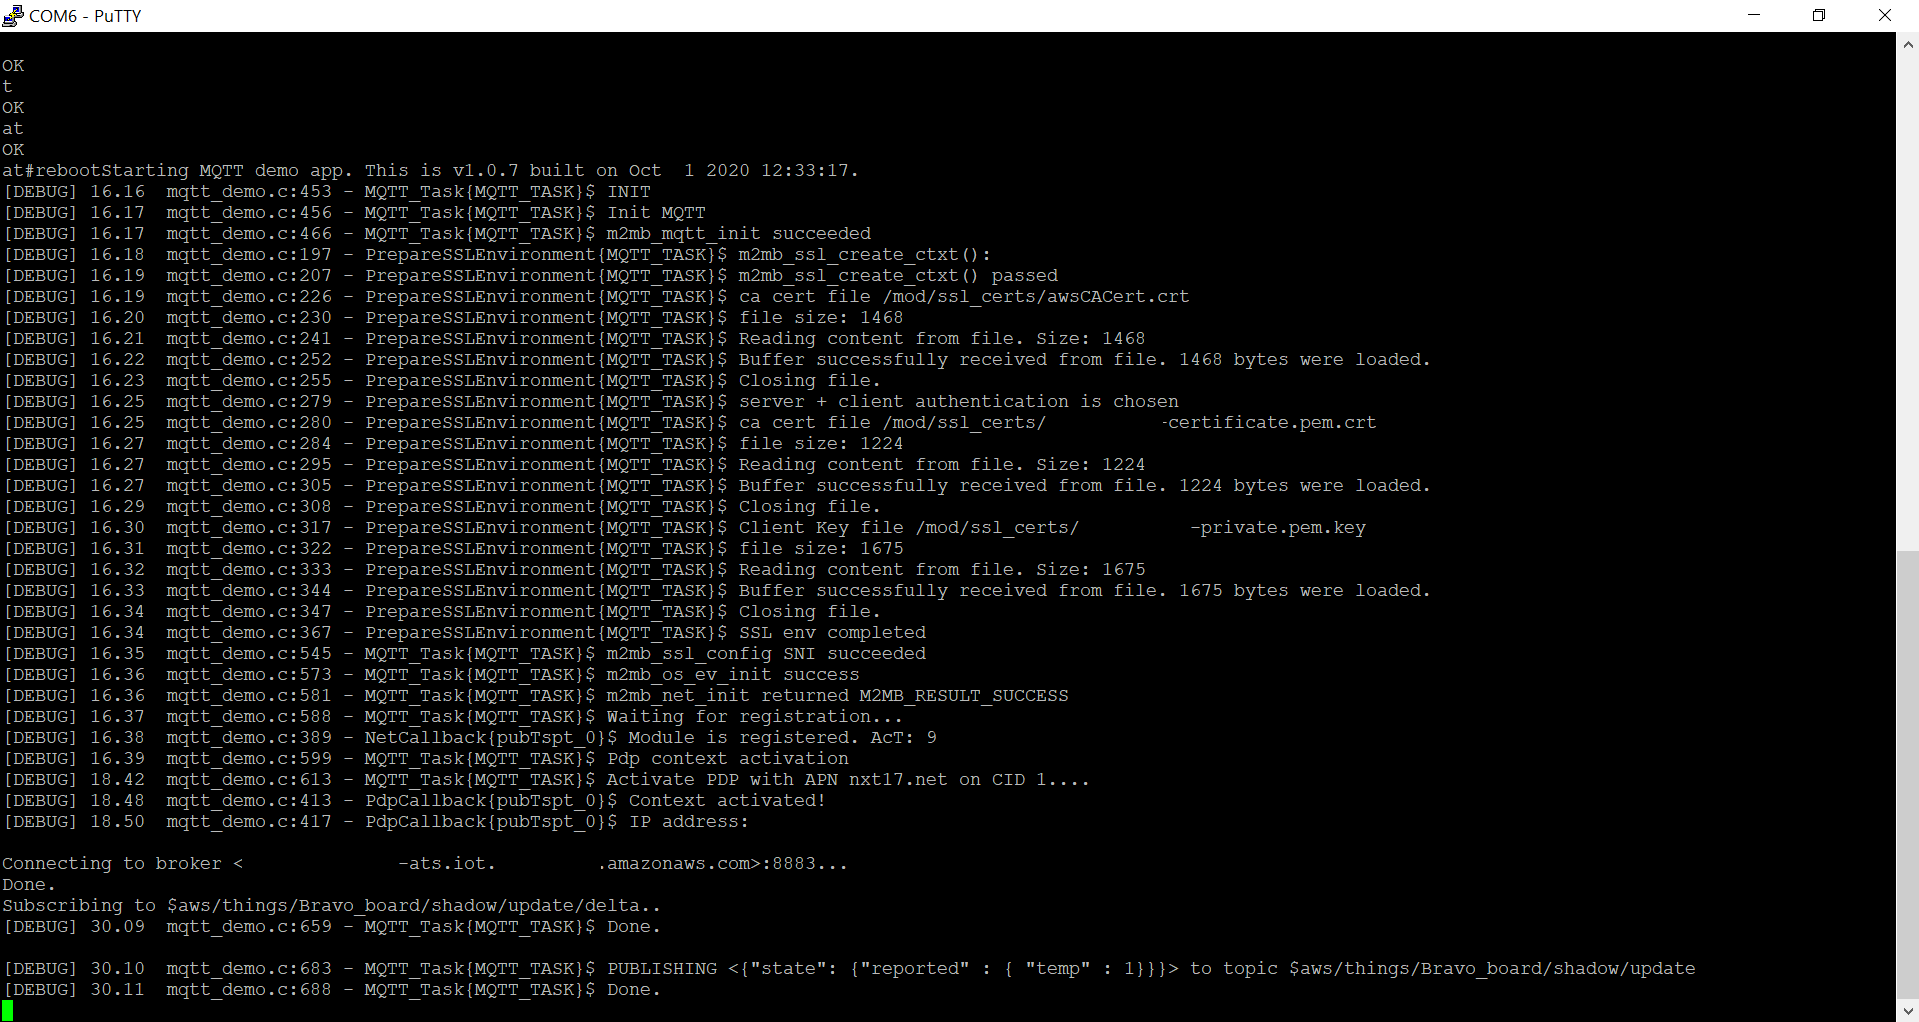 COM6 - PuTTY
OK
t
OK
at
OK
at#rebootStarting MQTT demo app. This is v1.0.7 built on Oct  1 2020 12:33:17.
[DEBUG] 16.16  mqtt_demo.c:453 - MQTT_Task{MQTT_TASK}$ INIT
[DEBUG] 16.17  mqtt_demo.c:456 - MQTT_Task{MQTT_TASK}$ Init MQTT
[DEBUG] 16.17  mqtt_demo.c:466 - MQTT_Task{MQTT_TASK}$ m2mb_mqtt_init succeeded
[DEBUG] 16.18  mqtt_demo.c:197 - PrepareSSLEnvironment{MQTT_TASK}$ m2mb_ssl_create_ctxt():
[DEBUG] 16.19  mqtt_demo.c:207 - PrepareSSLEnvironment{MQTT_TASK}$ m2mb_ssl_create_ctxt() passed
[DEBUG] 16.19  mqtt_demo.c:226 - PrepareSSLEnvironment{MQTT_TASK}$ ca cert file /mod/ssl_certs/awsCACert.crt
[DEBUG] 16.20  mqtt_demo.c:230 - PrepareSSLEnvironment{MQTT_TASK}$ file size: 1468
[DEBUG] 16.21  mqtt_demo.c:241 - PrepareSSLEnvironment{MQTT_TASK}$ Reading content from file. Size: 1468
[DEBUG] 16.22  mqtt_demo.c:252 - PrepareSSLEnvironment{MQTT_TASK}$ Buffer successfully received from file. 1468 bytes were loaded.
[DEBUG] 16.23  mqtt_demo.c:255 - PrepareSSLEnvironment{MQTT_TASK}$ Closing file.
[DEBUG] 16.25  mqtt_demo.c:279 - PrepareSSLEnvironment{MQTT_TASK}$ server + client authentication is chosen
[DEBUG] 16.25  mqtt_demo.c:280 - PrepareSSLEnvironment{MQTT_TASK}$ ca cert file /mod/ssl_certs/ -certificate.pem.crt
[DEBUG] 16.27  mqtt_demo.c:284 - PrepareSSLEnvironment{MQTT_TASK}$ file size: 1224
[DEBUG] 16.27  mqtt_demo.c:295 - PrepareSSLEnvironment{MQTT_TASK}$ Reading content from file. Size: 1224
[DEBUG] 16.27  mqtt_demo.c:305 - PrepareSSLEnvironment{MQTT_TASK}$ Buffer successfully received from file. 1224 bytes were loaded.
[DEBUG] 16.29  mqtt_demo.c:308 - PrepareSSLEnvironment{MQTT_TASK}$ Closing file.
[DEBUG] 16.30  mqtt_demo.c:317 - PrepareSSLEnvironment{MQTT_TASK}$ Client Key file /mod/ssl_certs/ -private.pem.key
[DEBUG] 16.31  mqtt_demo.c:322 - PrepareSSLEnvironment{MQTT_TASK}$ file size: 1675
[DEBUG] 16.32  mqtt_demo.c:333 - PrepareSSLEnvironment{MQTT_TASK}$ Reading content from file. Size: 1675
[DEBUG] 16.33  mqtt_demo.c:344 - PrepareSSLEnvironment{MQTT_TASK}$ Buffer successfully received from file. 1675 bytes were loaded.
[DEBUG] 16.34  mqtt_demo.c:347 - PrepareSSLEnvironment{MQTT_TASK}$ Closing file.
[DEBUG] 16.34  mqtt_demo.c:367 - PrepareSSLEnvironment{MQTT_TASK}$ SSL env completed
[DEBUG] 16.35  mqtt_demo.c:545 - MQTT_Task{MQTT_TASK}$ m2mb_ssl_config SNI succeeded
[DEBUG] 16.36  mqtt_demo.c:573 - MQTT_Task{MQTT_TASK}$ m2mb_os_ev_init success
[DEBUG] 16.36  mqtt_demo.c:581 - MQTT_Task{MQTT_TASK}$ m2mb_net_init returned M2MB_RESULT_SUCCESS
[DEBUG] 16.37  mqtt_demo.c:588 - MQTT_Task{MQTT_TASK}$ Waiting for registration...
[DEBUG] 16.38  mqtt_demo.c:389 - NetCallback{pubTspt_0}$ Module is registered. AcT: 9
[DEBUG] 16.39  mqtt_demo.c:599 - MQTT_Task{MQTT_TASK}$ Pdp context activation
[DEBUG] 18.42  mqtt_demo.c:613 - MQTT_Task{MQTT_TASK}$ Activate PDP with APN nxt17.net on CID 1....
[DEBUG] 18.48  mqtt_demo.c:413 - PdpCallback{pubTspt_0}$ Context activated!
[DEBUG] 18.50  mqtt_demo.c:417 - PdpCallback{pubTspt_0}$ IP address:
Connecting to broker < -ats.iot. .amazonaws.com>:8883...
Done.
Subscribing to $aws/things/Bravo_board/shadow/update/delta..
[DEBUG] 30.09  mqtt_demo.c:659 - MQTT_Task{MQTT_TASK}$ Done.
[DEBUG] 30.10  mqtt_demo.c:683 - MQTT_Task{MQTT_TASK}$ PUBLISHING <{"state": {"reported" : { "temp" : 1}}}> to topic $aws/things/Bravo_board/shadow/update
[DEBUG] 30.11  mqtt_demo.c:688 - MQTT_Task{MQTT_TASK}$ Done.